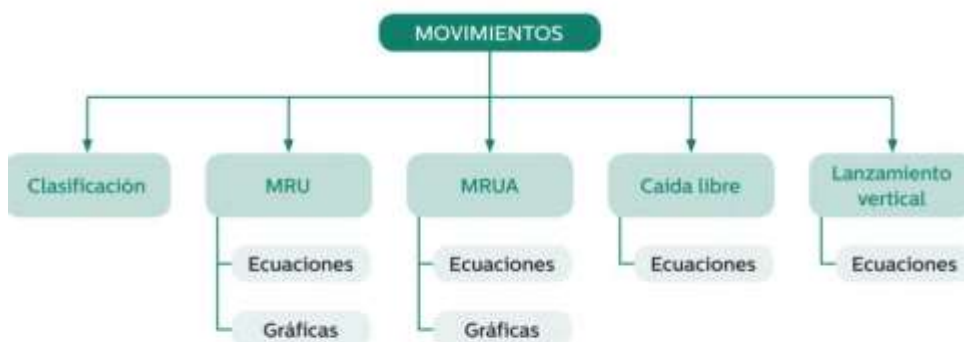 MOVIMIENTOS
Clasificación
MRU
MRUA
Caída libre
Lanzamiento
vertical
Ecuaciones
Ecuaciones
Ecuaciones
Ecuaciones
Gráficas
Gráficas